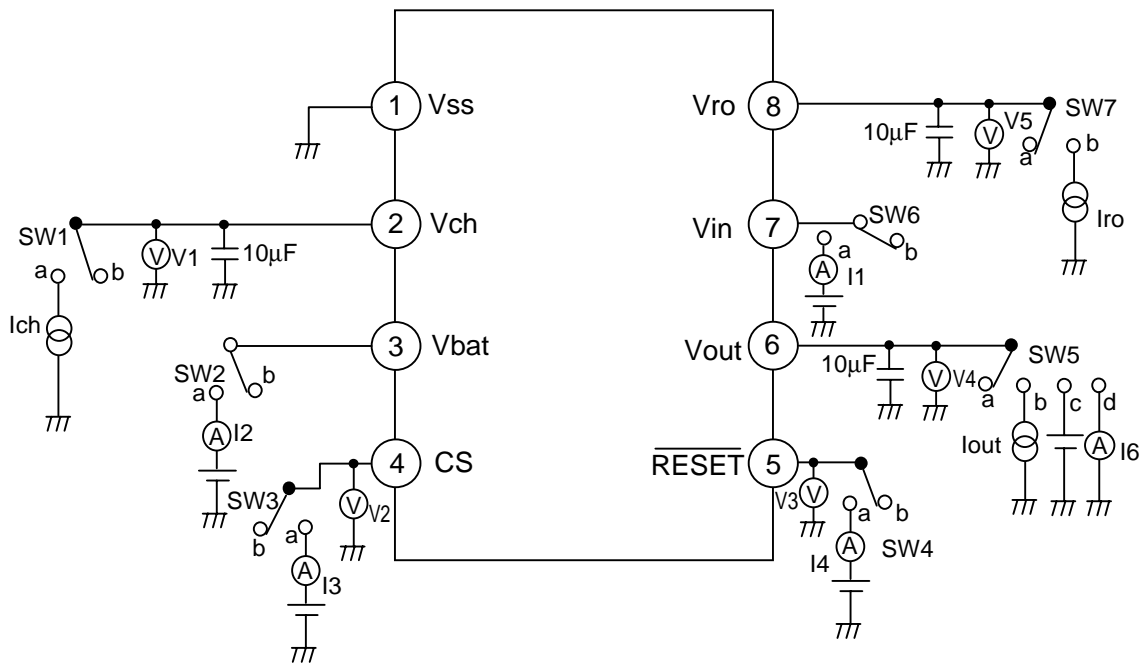 1 Vss
Vro 8
10μF
V
V5
a
SW7
b
Iro
SW1
a
b
V
V1
10μF
2 Vch
Vin 7
SW6
a
b
A
I1
Ich
3 Vbat
Vout 6
SW2
a
b
A
I2
10μF
V
V4
a
SW5
b
c
d
Iout
A
I6
4 CS
RESET 5
SW3
b
a
V
V2
A
I3
V3
V
a
b
A
I4
SW4